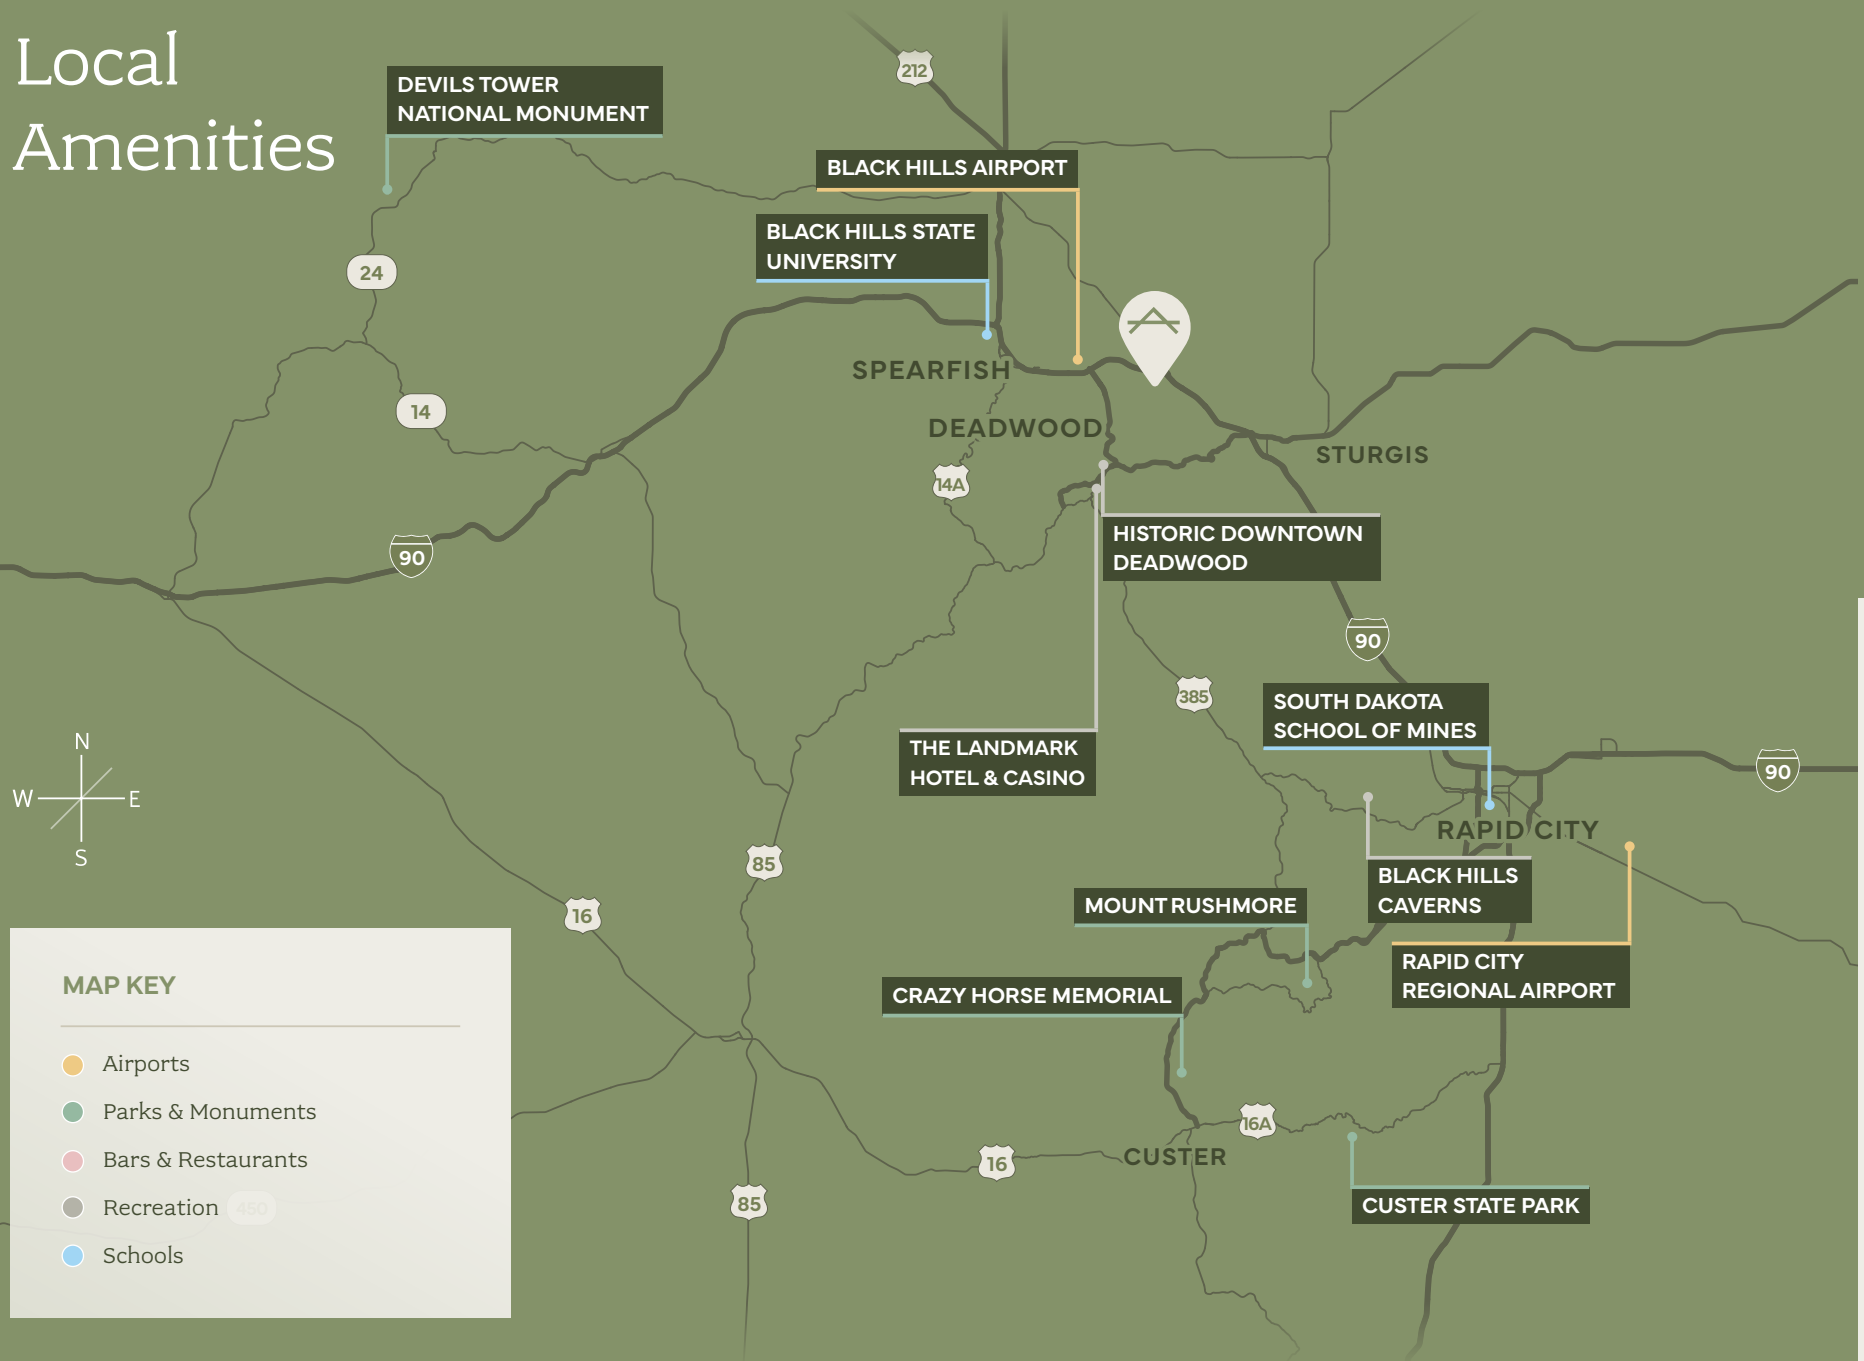 Local
Amenities
DEVILS TOWER
NATIONAL MONUMENT
212
BLACK HILLS AIRPORT
BLACK HILLS STATE
UNIVERSITY
24
SPEARFISH
14
DEADWOOD
STURGIS
14A
90
HISTORIC DOWNTOWN
DEADWOOD
90
385
SOUTH DAKOTA
SCHOOL OF MINES
THE LANDMARK
HOTEL & CASINO
90
N
W
E
S
RAPID CITY
85
BLACK HILLS
CAVERNS
16
MOUNT RUSHMORE
RAPID CITY
REGIONAL AIRPORT
CRAZY HORSE MEMORIAL
16A
CUSTER
16
85
CUSTER STATE PARK
MAP KEY
Airports
Parks & Monuments
Bars & Restaurants
Recreation
450
Schools